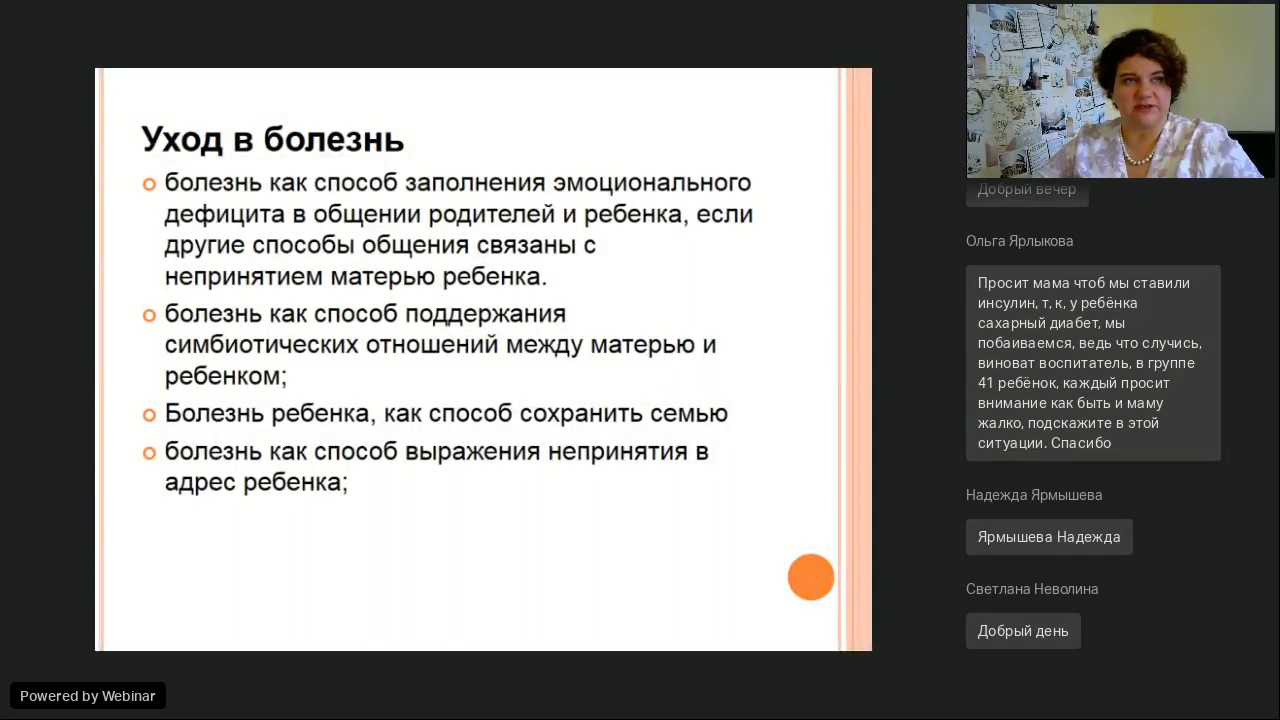 Уход в болезнь
болезнь как способ заполнения эмоционального
дефицита в общении родителей и ребенка, если
другие способы общения связаны с
непринятием матерью ребенка.
болезнь как способ поддержания
симбиотических отношений между матерью и
ребенком;
Болезнь ребенка, как способ сохранить семью
болезнь как способ выражения непринятия в
адрес ребенка;
Добрый вечер
Ольга Ярлыкова
Просит мама чтоб мы ставили
инсулин, т, к, у ребёнка
сахарный диабет, мы
побаиваемся, ведь что случись,
виноват воспитатель, в группе
41 ребёнок, каждый просит
внимание как быть и маму
жалко, подскажите в этой
ситуации. Спасибо
Надежда Ярмышева
Ярмышева Надежда
Светлана Неволина
Добрый день
Powered by Webinar